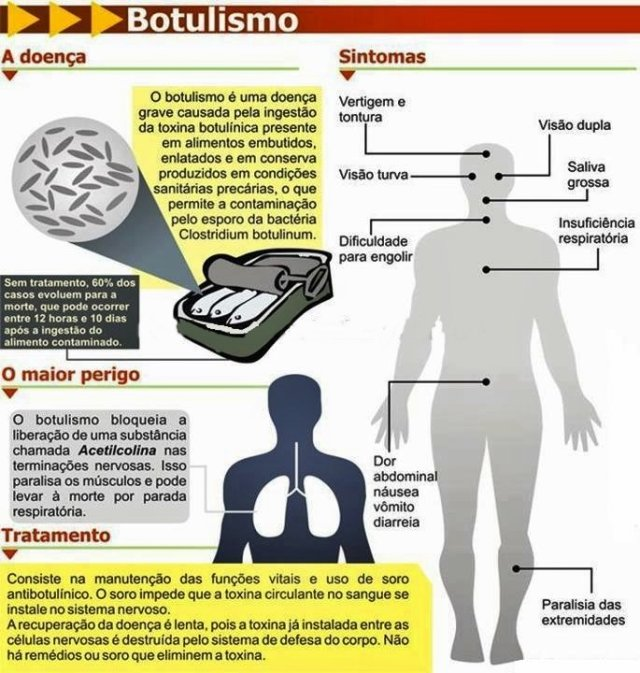 Botulismo
A doença
O botulismo é uma doença
grave causada pela ingestão
da toxina botulínica presente
em alimentos embutidos,
enlatados e em conserva
produzidos em condições
sanitárias precárias, o que
permite a contaminação
pelo esporo da bactéria
Clostridium botulinum.
Sem tratamento, 60% dos
casos evoluem para a
morte, que pode ocorrer
entre 12 horas e 10 dias
após a ingestão do
alimento contaminado.
O maior perigo
O botulismo bloqueia a
liberação de uma substância
chamada Acetilcolina nas
terminações nervosas. Isso
paralisa os músculos e pode
levar à morte por parada
respiratória.
Tratamento
Consiste na manutenção das funções vitais e uso de soro
antibotulínico. O soro impede que a toxina circulante no sangue se
instale no sistema nervoso.
A recuperação da doença é lenta, pois a toxina já instalada entre as
células nervosas é destruída pelo sistema de defesa do corpo. Não
há remédios ou soro que eliminem a toxina.
Sintomas
Vertigem e
tontura
Visão dupla
Visão turva
Saliva
grossa
Dificuldade
para engolir
Insuficiência
respiratória
Dor
abdominal
náusea
vômito
diarreia
Paralisia das
extremidades